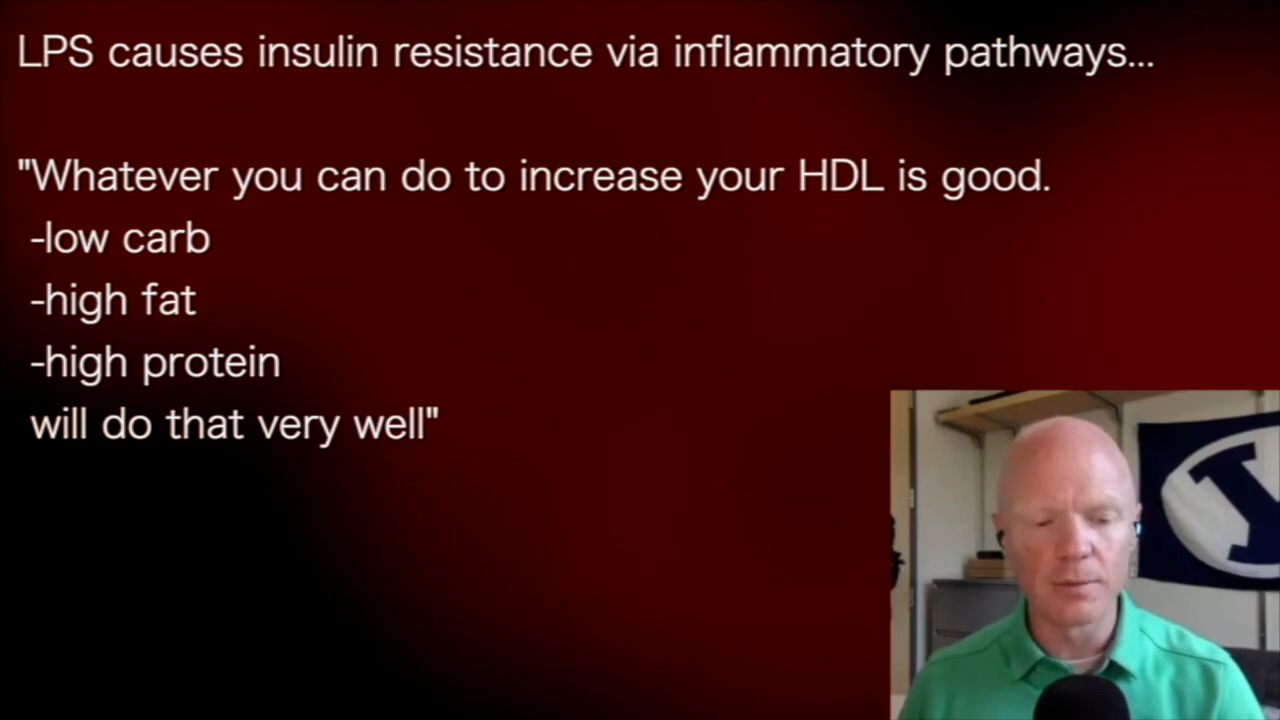 LPS causes insulin resistance via inflammatory pathways...
"Whatever you can do to increase your HDL is good.
-low carb
-high fat
-high protein
will do that very well"
Y